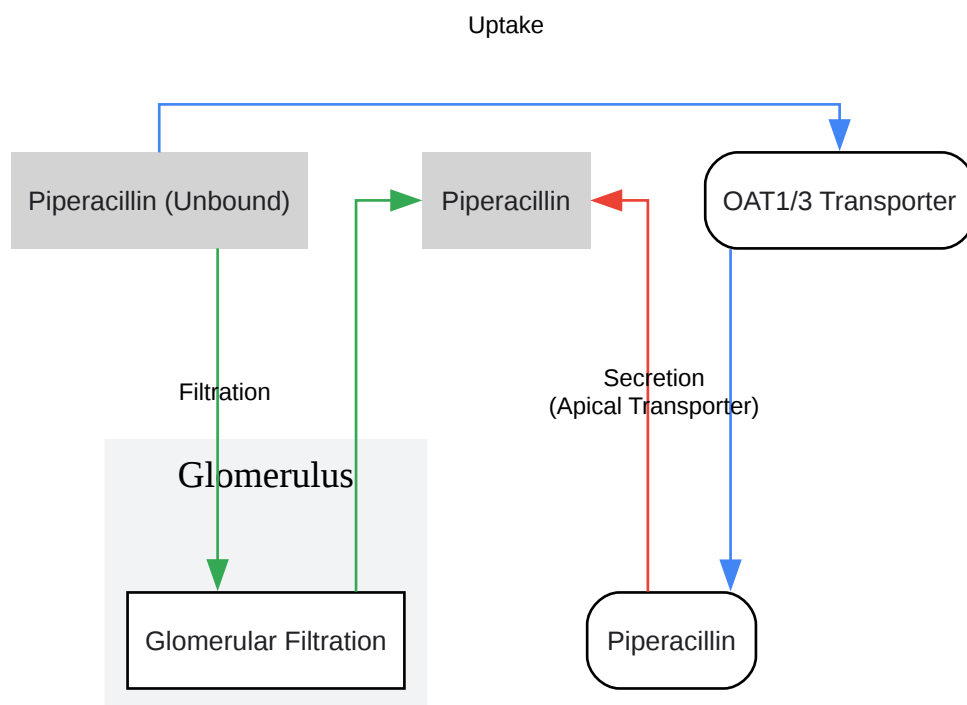 Uptake
Piperacillin (Unbound)
Piperacillin
OAT1/3 Transporter
Filtration
Secretion
(Apical Transporter)
Glomerulus
Glomerular Filtration
Piperacillin